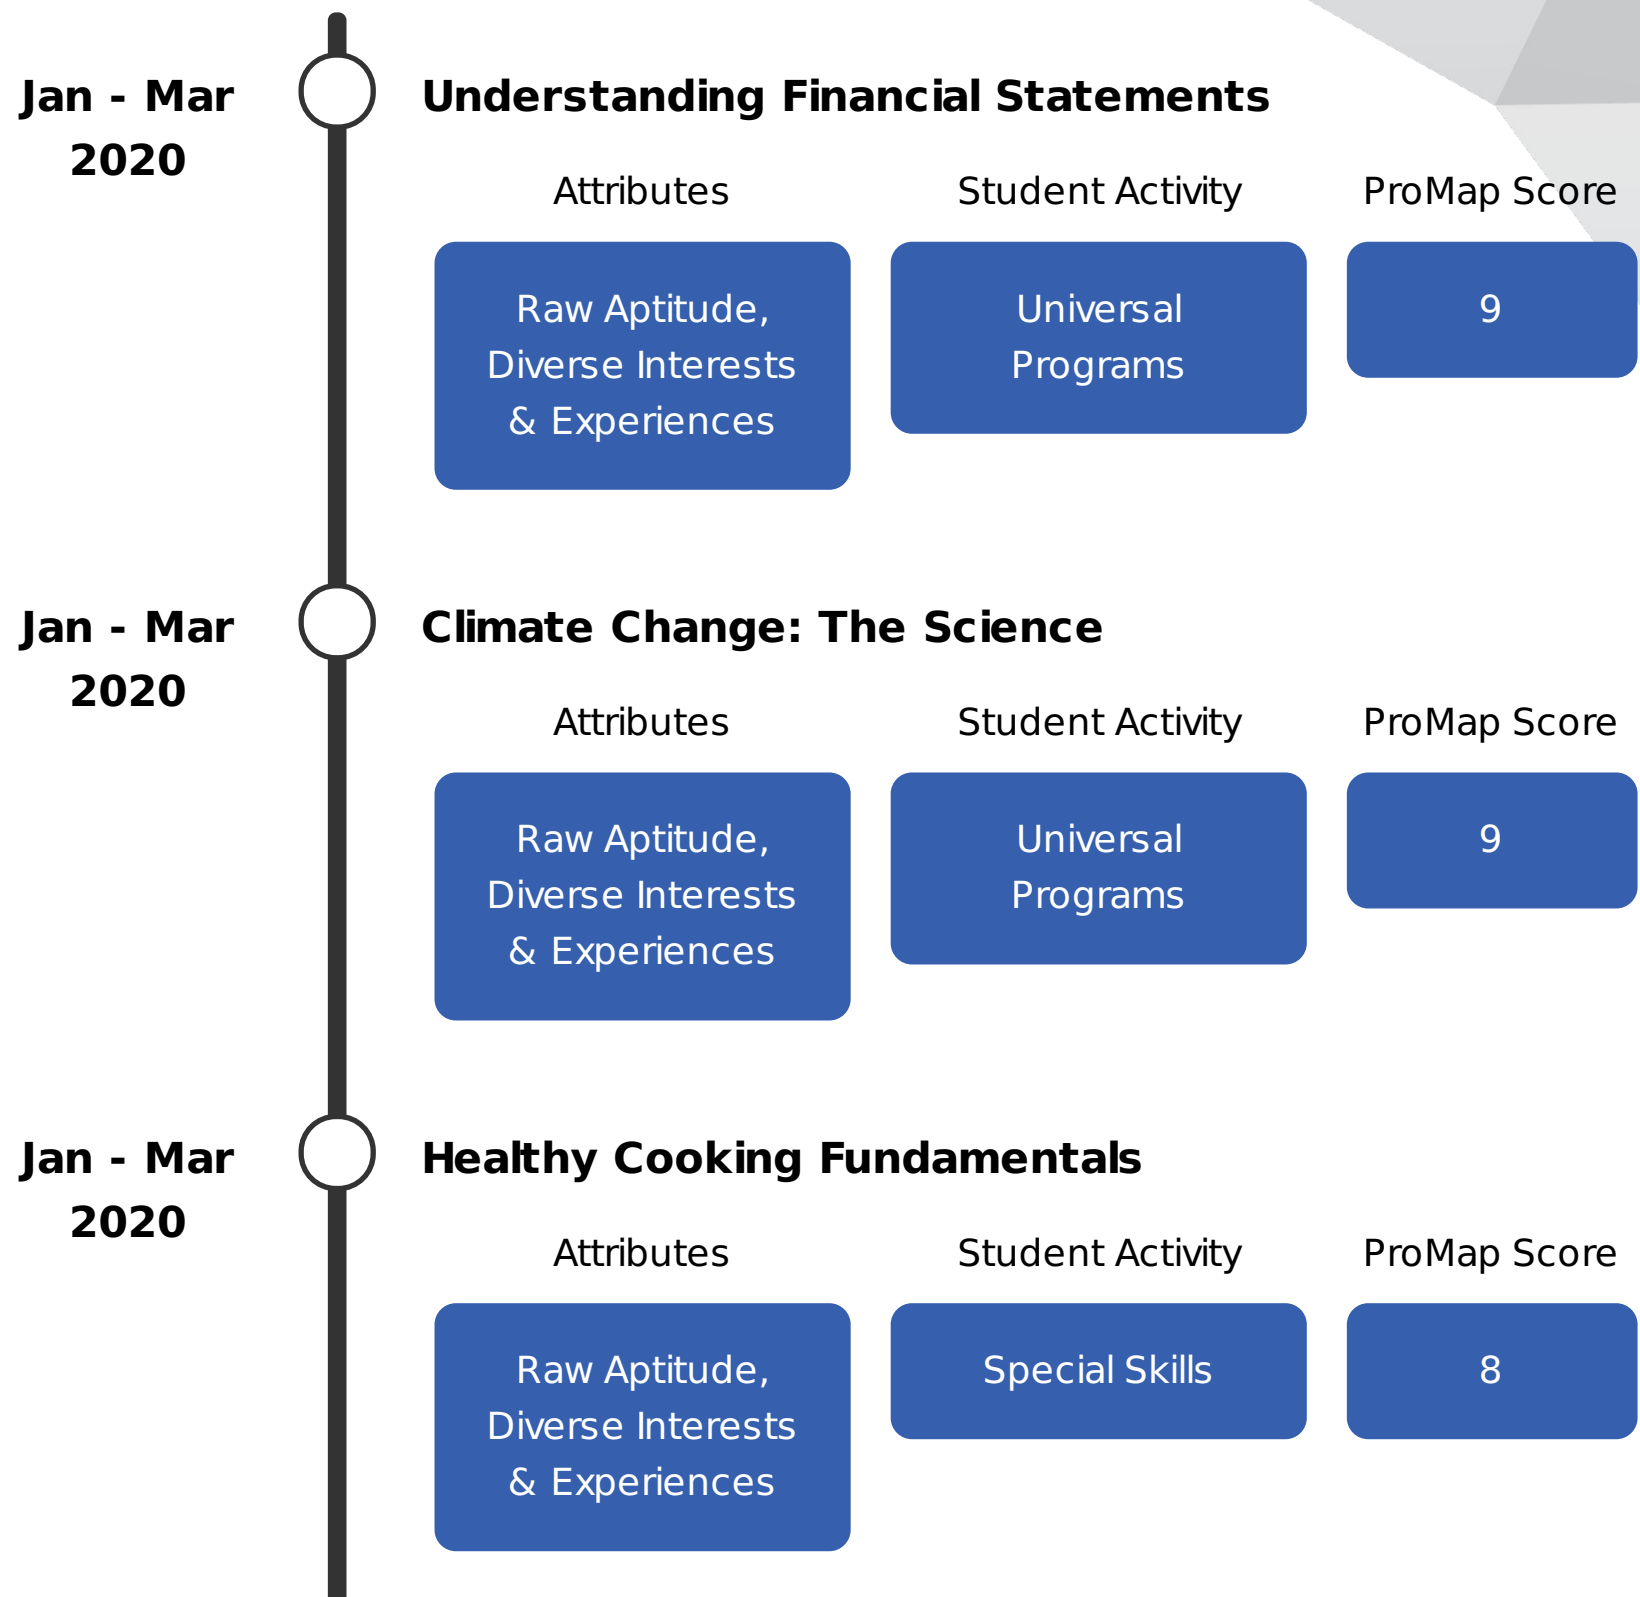 Jan - Mar
2020
Understanding Financial Statements
Attributes
Student Activity
ProMap Score
Raw Aptitude,
Diverse Interests
& Experiences
Universal
Programs
9
Jan - Mar
2020
Climate Change: The Science
Attributes
Student Activity
ProMap Score
Raw Aptitude,
Diverse Interests
& Experiences
Universal
Programs
9
Jan - Mar
2020
Healthy Cooking Fundamentals
Attributes
Student Activity
ProMap Score
Raw Aptitude,
Diverse Interests
& Experiences
Special Skills
8